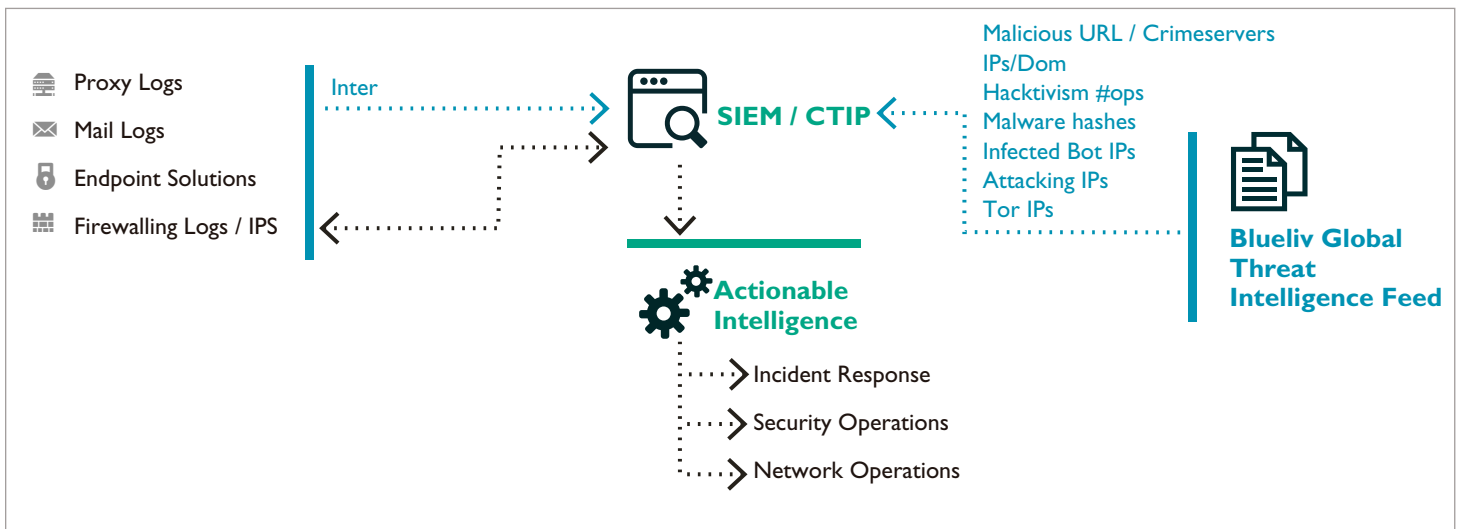 Proxy Logs
Mail Logs
Endpoint Solutions
Firewalling Logs / IPS
Inter
SIEM / CTIP
Malicious URL / Crimeservers
IPs/Dom
Hacktivism #ops
Malware hashes
Infected Bot IPs
Attacking IPs
Tor IPs
Blueliv Global
Threat
Intelligence Feed
Actionable
Intelligence
Incident Response
Security Operations
Network Operations